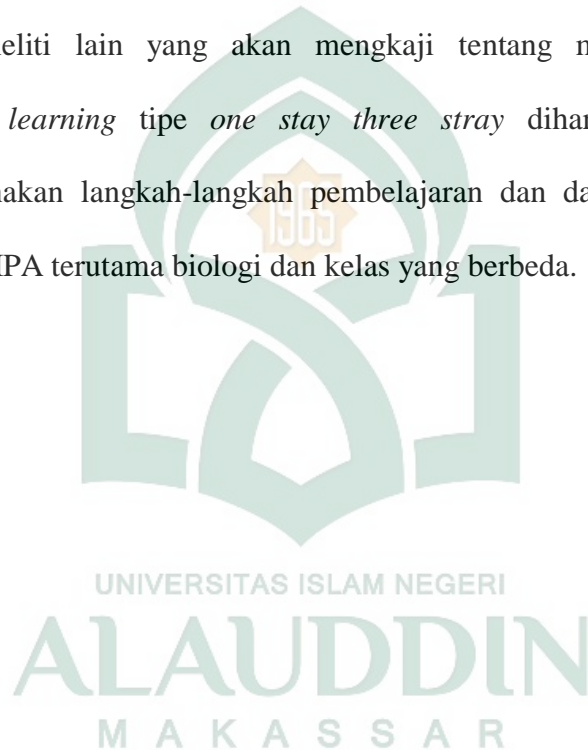 eliti lain yang akan mengkaji tentang
learning tipe one stay three stray dihar
akan langkah-langkah pembelajaran dan da
IPA terutama biologi dan kelas yang berbeda.
1965
UNIVERSITAS ISLAM NEGERI
ALAUDDIN
MAKASSAR